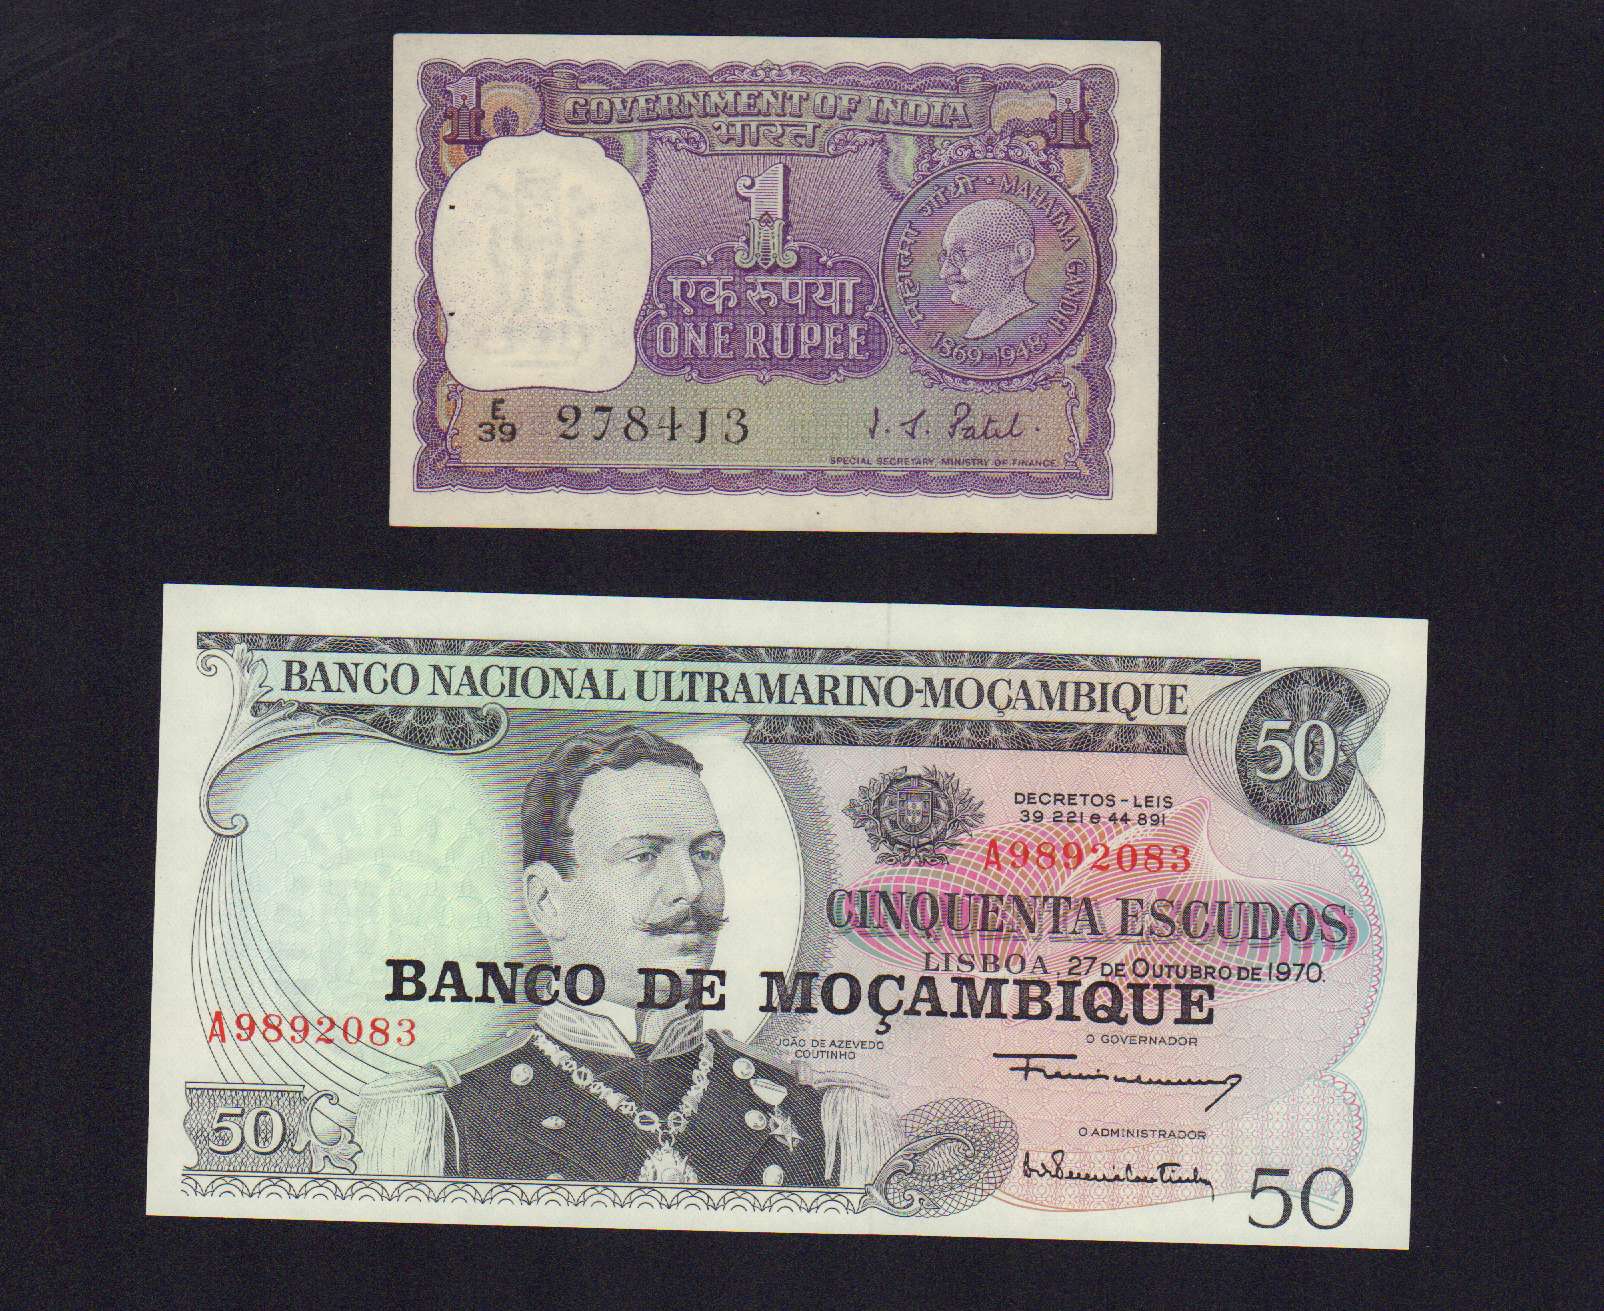 1
GOVERNMENT OF INDIA
1
भारत
1
महात्मा गांधी • MAHATMA GANDHI
1869-1948
एक रुपया
ONE RUPEE
E
39 278413
SPECIAL SECRETARY, MINISTRY OF FINANCE
BANCO NACIONAL ULTRAMARINO-MOÇAMBIQUE
50
DECRETOS-LEIS
39 221 e 44 891
A9892083
CINQUENTA ESCUDOS
LISBOA, 27 DE OUTUBRO DE 1970.
BANCO DE MOÇAMBIQUE
A9892083
JOÃO DE AZEVEDO
COUTINHO
O GOVERNADOR
50
O ADMINISTRADOR
50